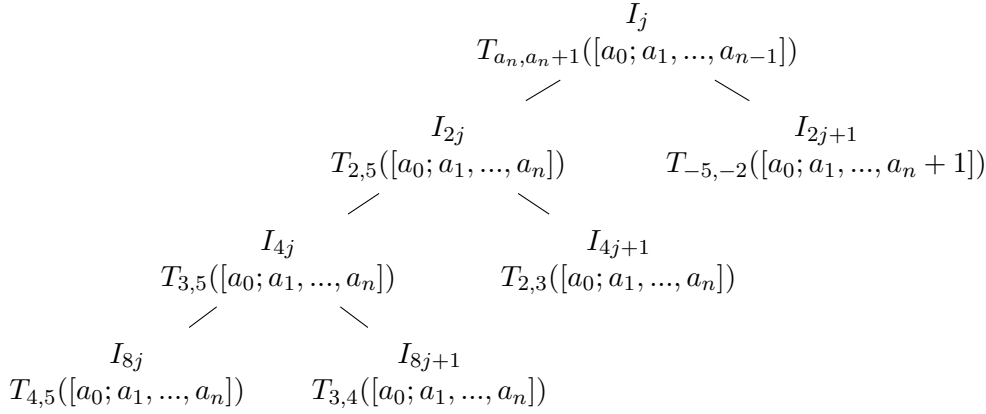 I_j
T_{a_n,a_n+1}([a_0; a_1, ..., a_{n-1}])
I_{2j}
T_{2,5}([a_0; a_1, ..., a_n])
I_{2j+1}
T_{-5,-2}([a_0; a_1, ..., a_n + 1])
I_{4j}
T_{3,5}([a_0; a_1, ..., a_n])
I_{4j+1}
T_{2,3}([a_0; a_1, ..., a_n])
I_{8j}
T_{4,5}([a_0; a_1, ..., a_n])
I_{8j+1}
T_{3,4}([a_0; a_1, ..., a_n])